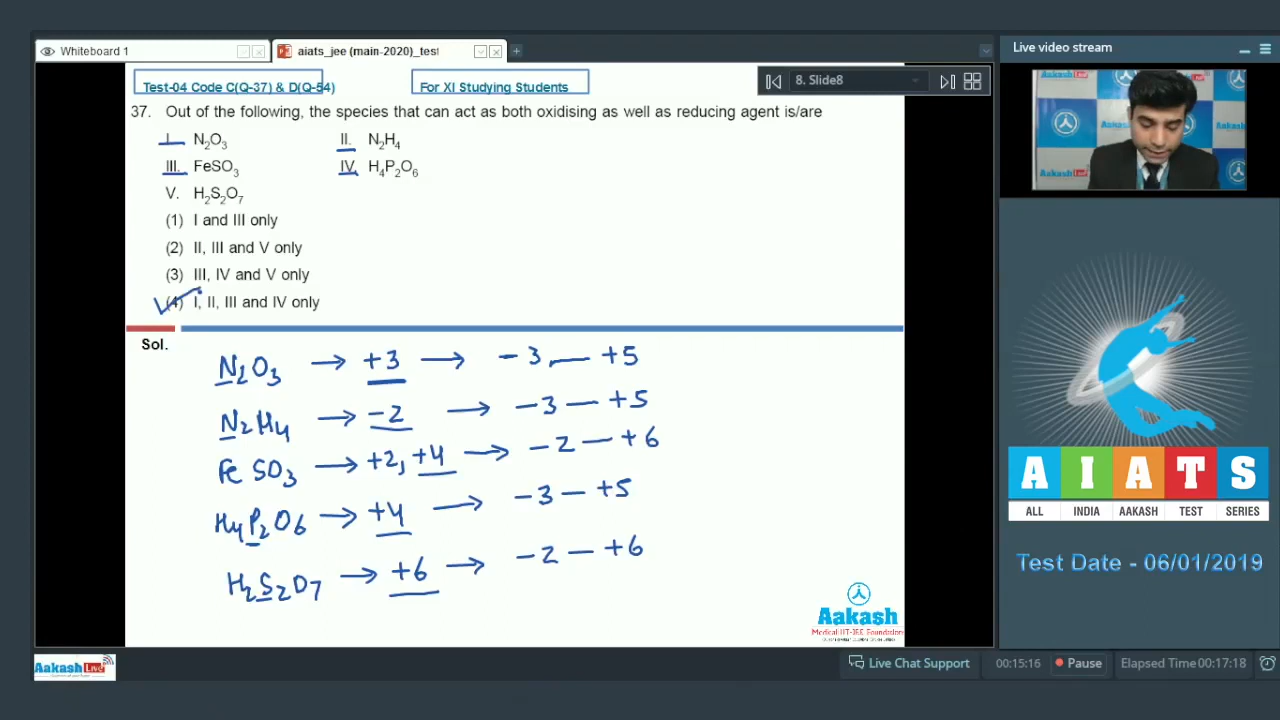 Whiteboard 1
aiats_jee (main-2020)_test
Live video stream
Test-04 Code C(Q-37) & D(Q-54)
For XI Studying Students
8. Slide8
37. Out of the following, the species that can act as both oxidising as well as reducing agent is/are
I. N₂O₃ II. N₂H₄
III. FeSO₃ IV. H₄P₂O₆
V. H₂S₂O₇
(1) I and III only
(2) II, III and V only
(3) III, IV and V only
(4) I, II, III and IV only
Sol.
N₂O₃ → +3 → -3, — +5
N₂H₄ → -2 → -3 — +5
FeSO₃ → +2, +4 → -2 — +6
H₄P₂O₆ → +4 → -3 — +5
H₂S₂O₇ → +6 → -2 — +6
Aakash
Medical|IIT-JEE|Foundations
Aakash
AIATS
ALL INDIA AAKASH TEST SERIES
Test Date - 06/01/2019
Aakash Live
Live Chat Support
00:15:16
Pause
Elapsed Time 00:17:18